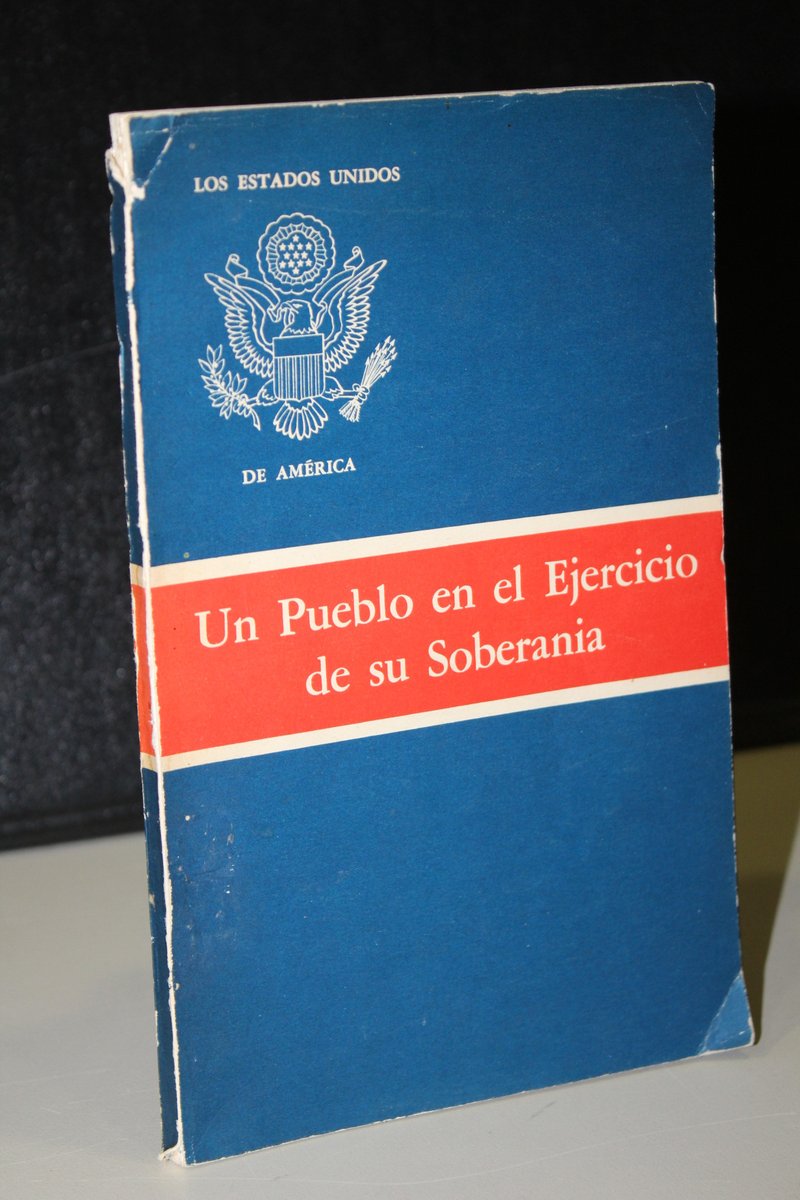 LOS ESTADOS UNIDOS
DE AMÉRICA
Un Pueblo en el Ejercicio
de su Soberania